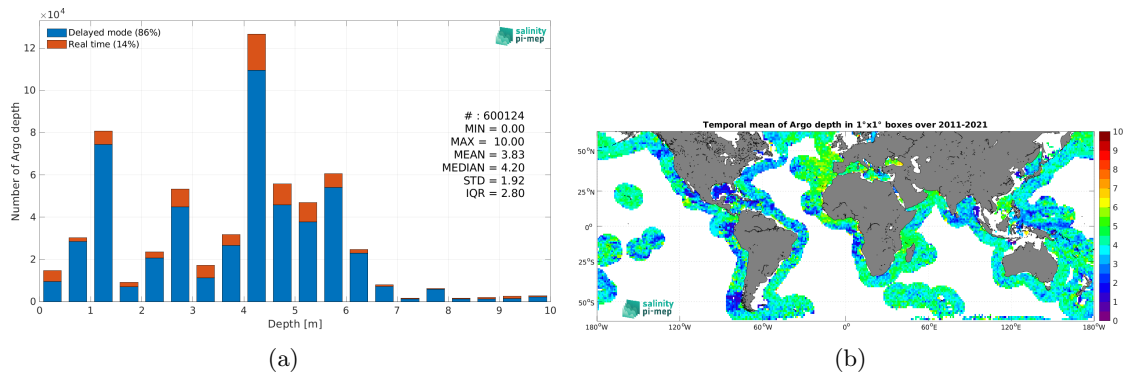 ×10⁴
Delayed mode (86%)
Real time (14%)
salinity
pi-mep
12
10
8
6
4
2
0
Number of Argo depth
# : 600124
MIN = 0.00
MAX = 10.00
MEAN = 3.83
MEDIAN = 4.20
STD = 1.92
IQR = 2.80
0 1 2 3 4 5 6 7 8 9 10
Depth [m]
(a)
Temporal mean of Argo depth in 1°x1° boxes over 2011-2021
50°N
25°N
0°
25°S
50°S
salinity
pi-mep
180°W 120°W 60°W 0° 60°E 120°E 180°W
10
9
8
7
6
5
4
3
2
1
0
(b)